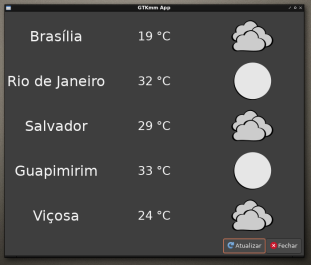 GTKmm App
Brasília 19 °C
Rio de Janeiro 32 °C
Salvador 29 °C
Guapimirim 33 °C
Viçosa 24 °C
Atualizar Fechar